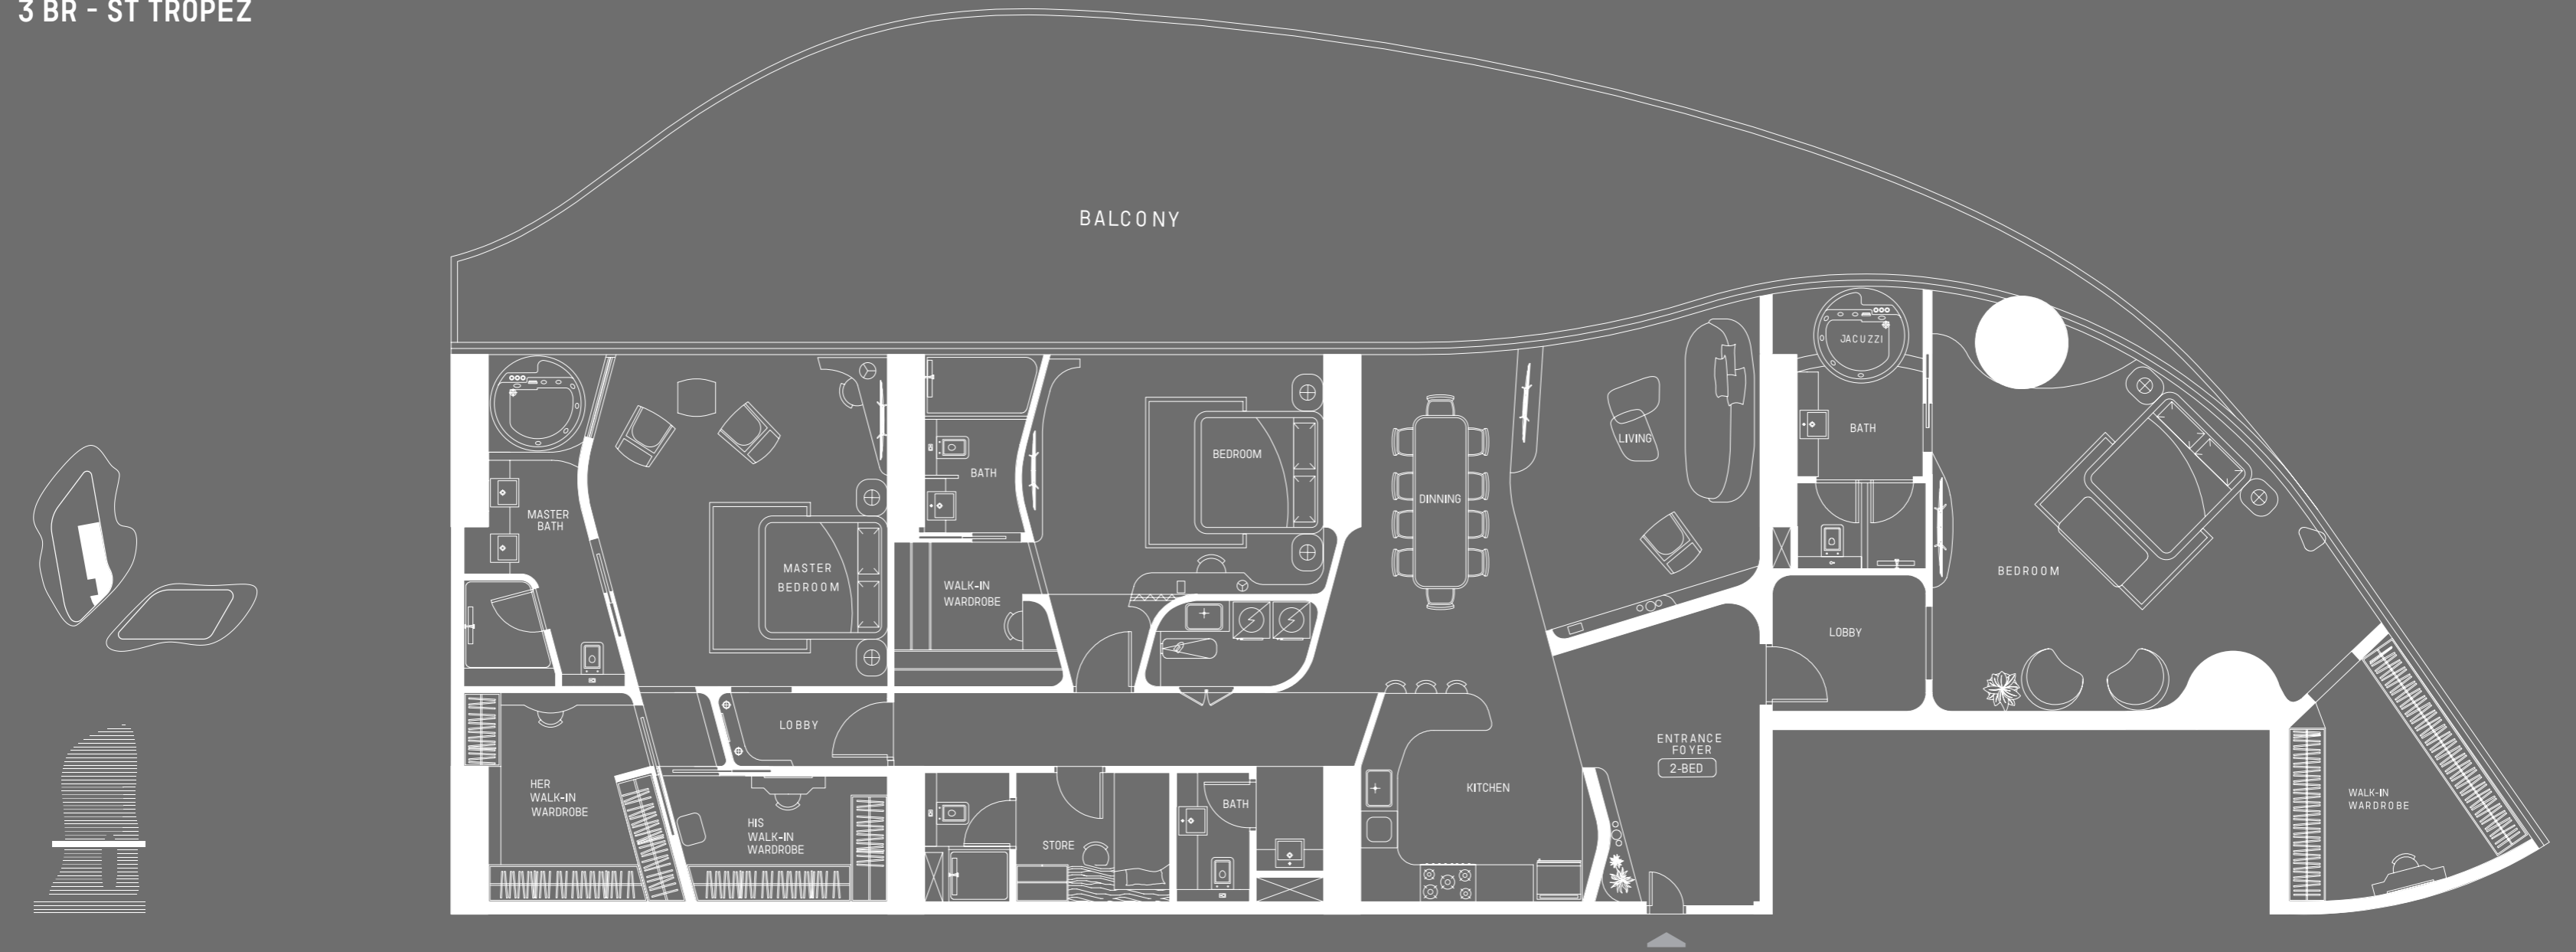 3 BR - ST TROPEZ
BALCONY
JACUZZI
BATH
LIVING
BEDROOM
DINNING
BATH
MASTER
BATH
MASTER
BEDROOM
WALK-IN
WARDROBE
BEDROOM
LOBBY
LOBBY
ENTRANCE
FOYER
2-BED
KITCHEN
HER
WALK-IN
WARDROBE
HIS
WALK-IN
WARDROBE
STORE
BATH
WALK-IN
WARDROBE